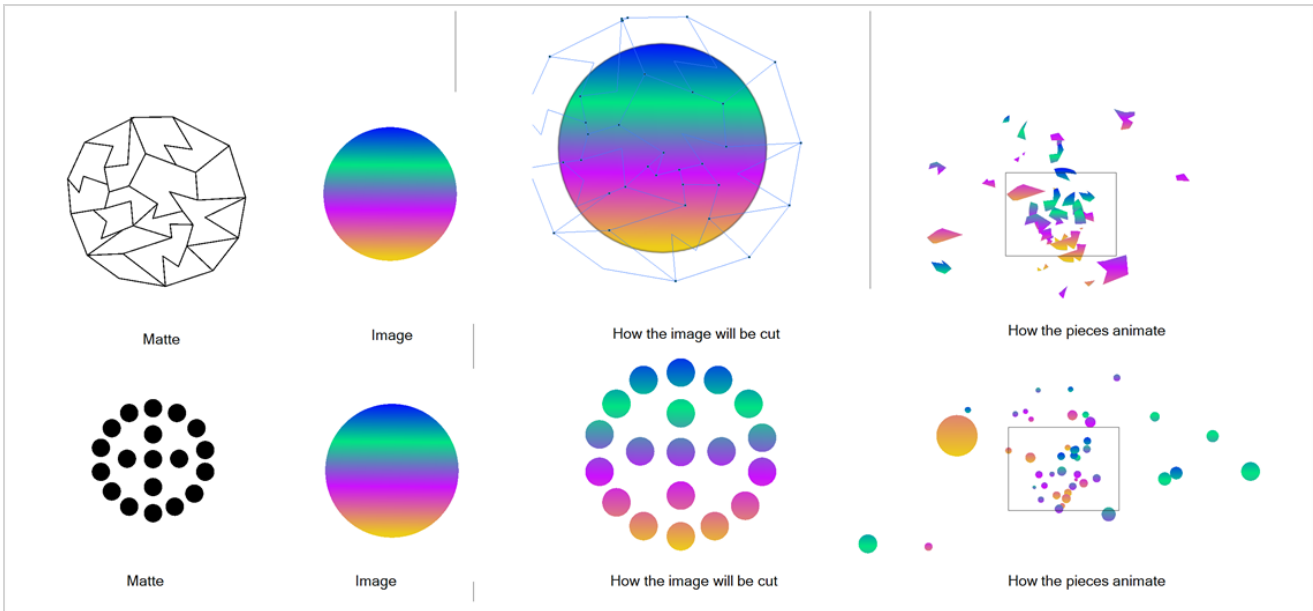 Matte
Image
How the image will be cut
How the pieces animate
Matte
Image
How the image will be cut
How the pieces animate